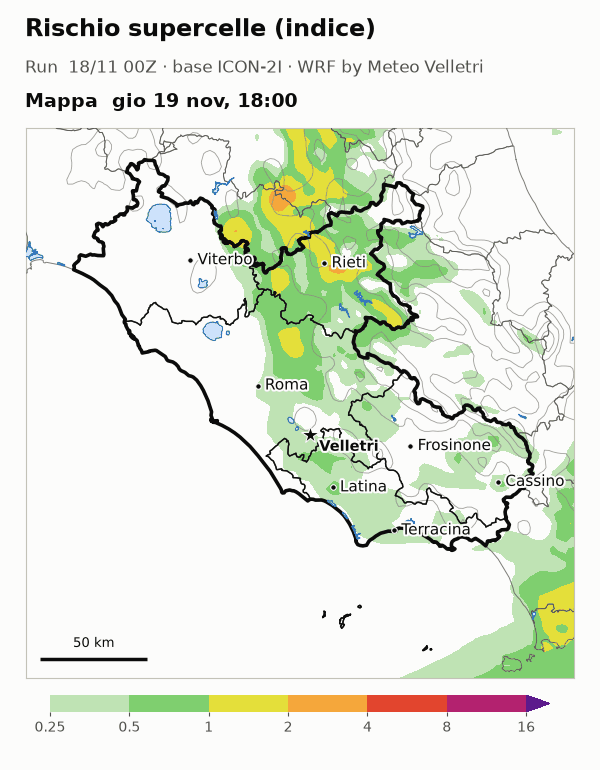 Rischio supercelle (indice)
Run  18/11 00Z · base ICON-2I · WRF by Meteo Velletri
Mappa  gio 19 nov, 18:00
Viterbo
Rieti
Roma
Velletri
Frosinone
Latina
Cassino
Terracina
50 km
0.25 0.5 1 2 4 8 16